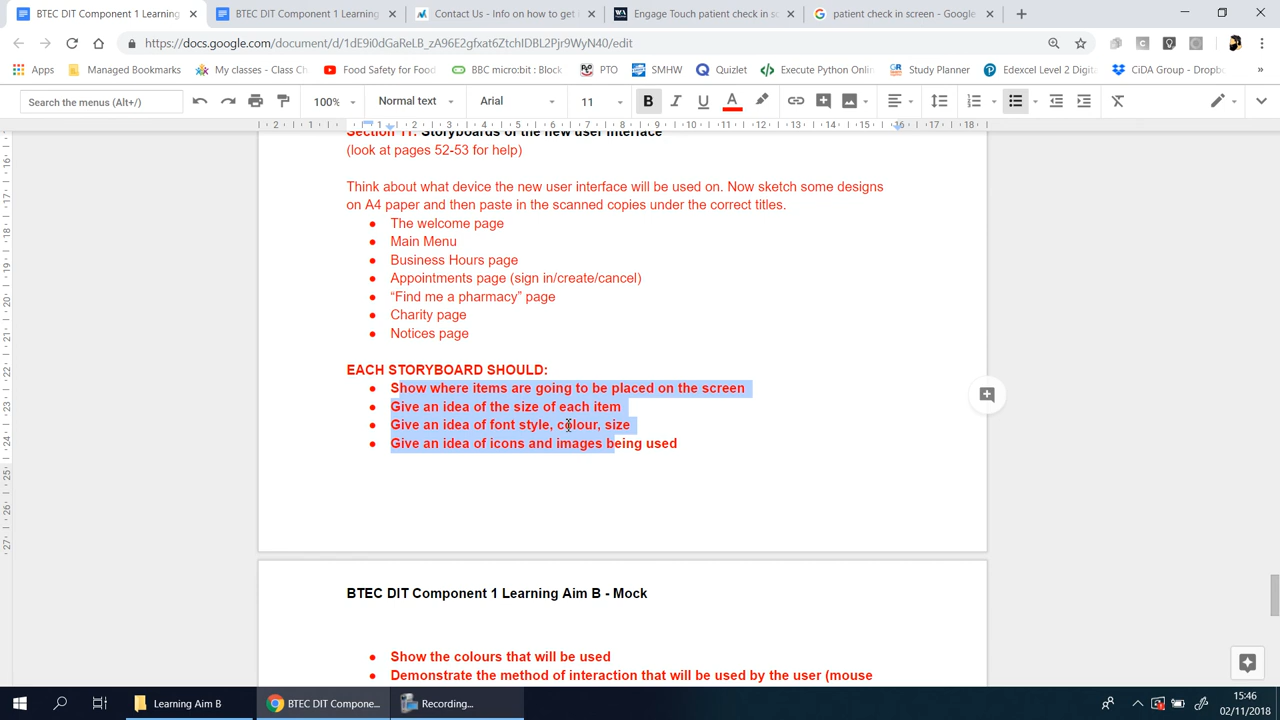 BTEC DIT Component 1 Learning
BTEC DIT Component 1 Learning A
Contact Us - Info on how to get i
Engage Touch patient check in sc
patient check in screen - Google
https://docs.google.com/document/d/1dE9i0dGaReLB_zA96E2gfxat6ZtchIDBL2Pjr9WyN40/edit
Apps
Managed Bookmarks
My classes - Class Ch
Food Safety for Food
BBC micro:bit : Block
PTO
SMHW
Quizlet
Execute Python Onlin
Study Planner
Edexcel Level 2 Digit
CiDA Group - Dropb
Search the menus (Alt+/)
100%
Normal text
Arial
11
Section 11: Storyboards of the new user interface
(look at pages 52-53 for help)
Think about what device the new user interface will be used on. Now sketch some designs
on A4 paper and then paste in the scanned copies under the correct titles.
● The welcome page
● Main Menu
● Business Hours page
● Appointments page (sign in/create/cancel)
● “Find me a pharmacy” page
● Charity page
● Notices page
EACH STORYBOARD SHOULD:
● Show where items are going to be placed on the screen
● Give an idea of the size of each item
● Give an idea of font style, colour, size
● Give an idea of icons and images being used
BTEC DIT Component 1 Learning Aim B - Mock
● Show the colours that will be used
● Demonstrate the method of interaction that will be used by the user (mouse
Learning Aim B
BTEC DIT Compone...
Recording...
15:46
02/11/2018